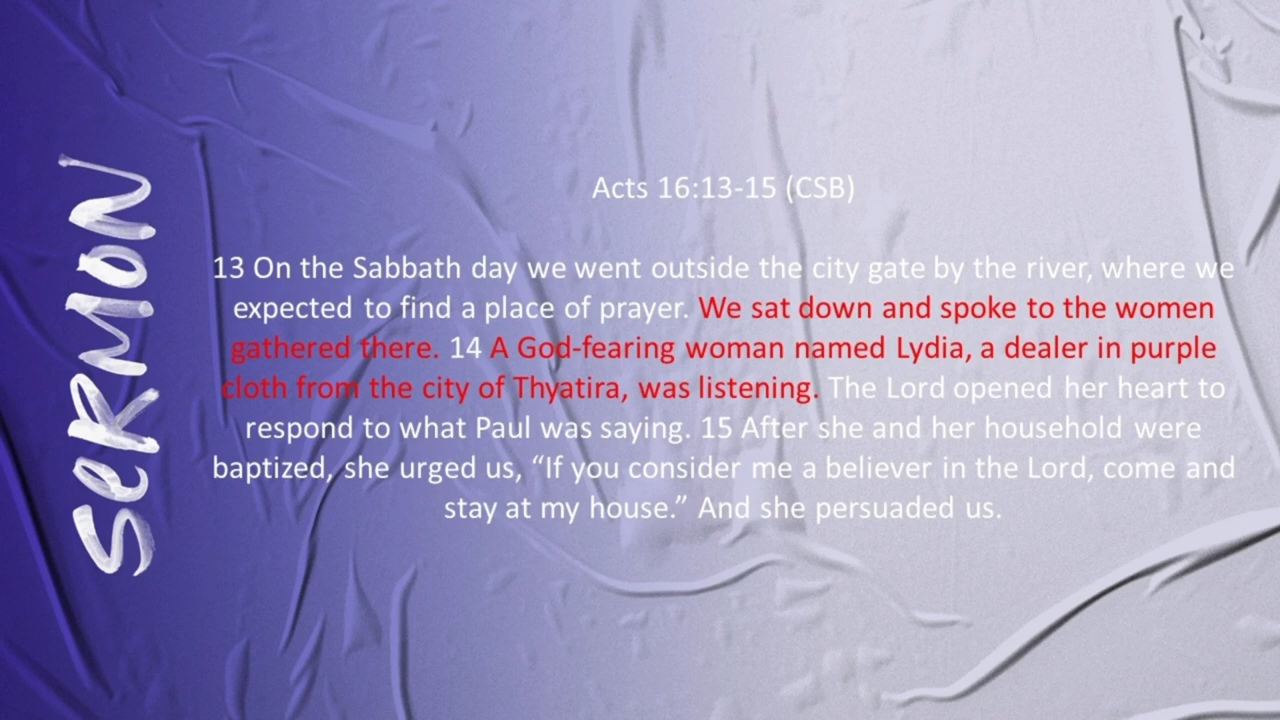 SERMON
Acts 16:13-15 (CSB)
13 On the Sabbath day we went outside the city gate by the river, where we
expected to find a place of prayer. We sat down and spoke to the women
gathered there. 14 A God-fearing woman named Lydia, a dealer in purple
cloth from the city of Thyatira, was listening. The Lord opened her heart to
respond to what Paul was saying. 15 After she and her household were
baptized, she urged us, “If you consider me a believer in the Lord, come and
stay at my house.” And she persuaded us.